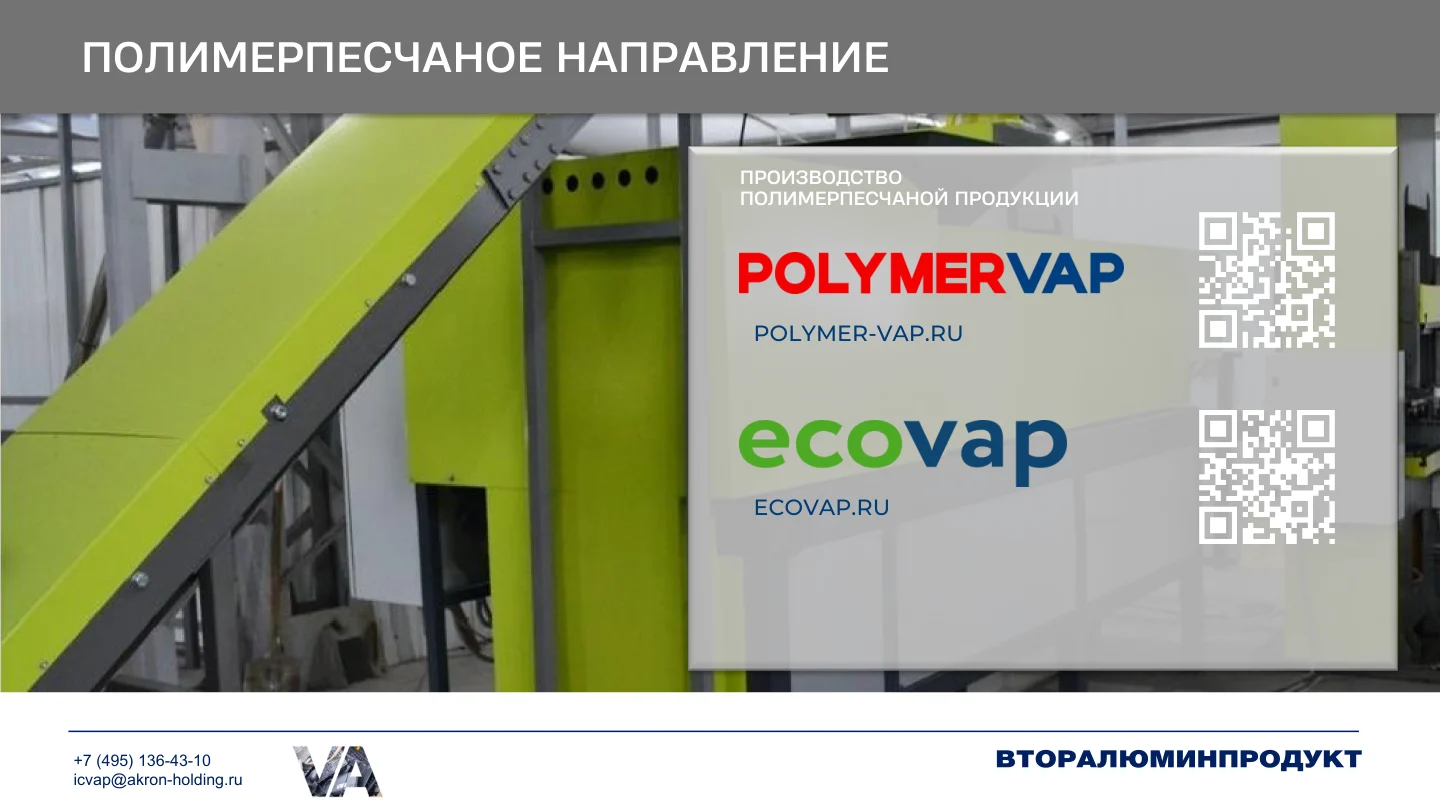 ПОЛИМЕРПЕСЧАНОЕ НАПРАВЛЕНИЕ
ПРОИЗВОДСТВО
ПОЛИМЕРПЕСЧАНОЙ ПРОДУКЦИИ
POLYMERVAP
POLYMER-VAP.RU
ecovap
ECOVAP.RU
+7 (495) 136-43-10
icvap@akron-holding.ru
VA
ВТОРАЛЮМИНПРОДУКТ